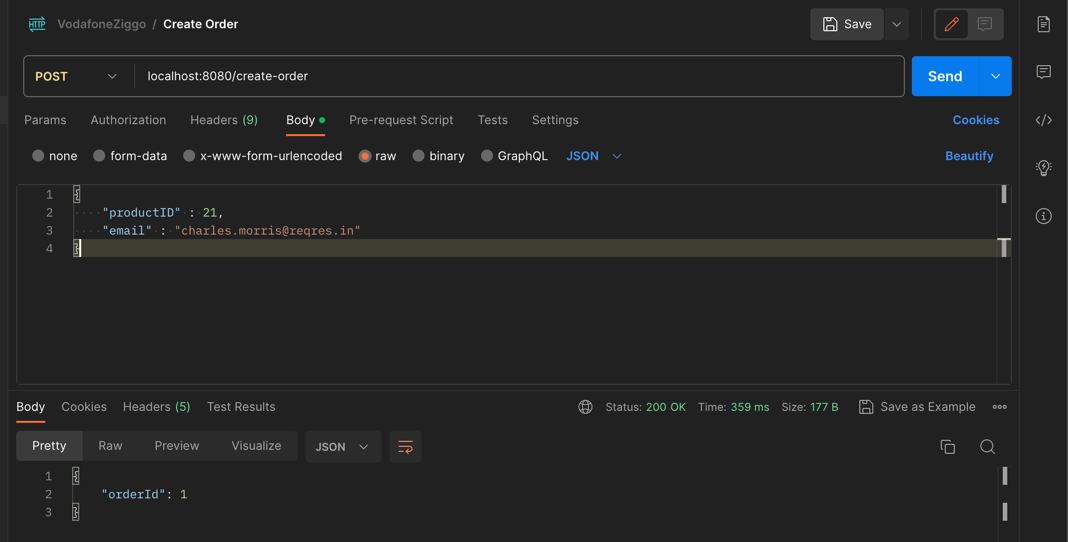 HTTP VodafoneZiggo / Create Order Save
POST localhost:8080/create-order Send
Params Authorization Headers (9) Body Pre-request Script Tests Settings Cookies
none form-data x-www-form-urlencoded raw binary GraphQL JSON Beautify
1 {
2 "productID" : 21,
3 "email" : "charles.morris@reqres.in"
4 }
Body Cookies Headers (5) Test Results Status: 200 OK Time: 359 ms Size: 177 B Save as Example
Pretty Raw Preview Visualize JSON
1 {
2 "orderId": 1
3 }